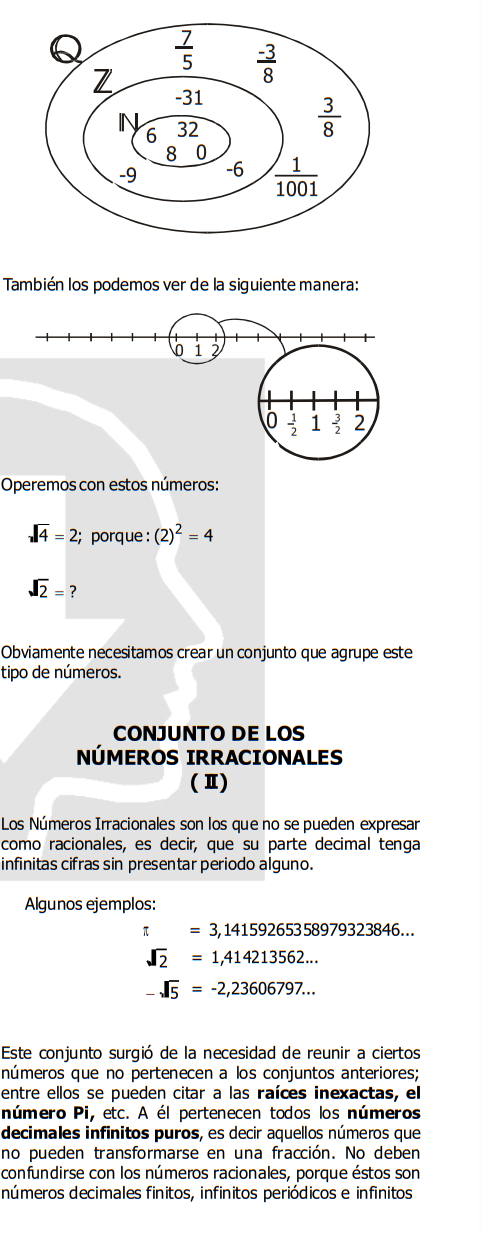 Q
7/5
-3/8
Z
-31
3/8
N
6 32
8 0
-9
-6
1/1001
También los podemos ver de la siguiente manera:
0 1 2
0 1/2 1 3/2 2
Operemos con estos números:
√4 = 2; porque : (2)² = 4
√2 = ?
Obviamente necesitamos crear un conjunto que agrupe este
tipo de números.
CONJUNTO DE LOS
NÚMEROS IRRACIONALES
( II )
Los Números Irracionales son los que no se pueden expresar
como racionales, es decir, que su parte decimal tenga
infinitas cifras sin presentar periodo alguno.
Algunos ejemplos:
π = 3,14159265358979323846...
√2 = 1,414213562...
-√5 = -2,23606797...
Este conjunto surgió de la necesidad de reunir a ciertos
números que no pertenecen a los conjuntos anteriores;
entre ellos se pueden citar a las raíces inexactas, el
número Pi, etc. A él pertenecen todos los números
decimales infinitos puros, es decir aquellos números que
no pueden transformarse en una fracción. No deben
confundirse con los números racionales, porque éstos son
números decimales finitos, infinitos periódicos e infinitos